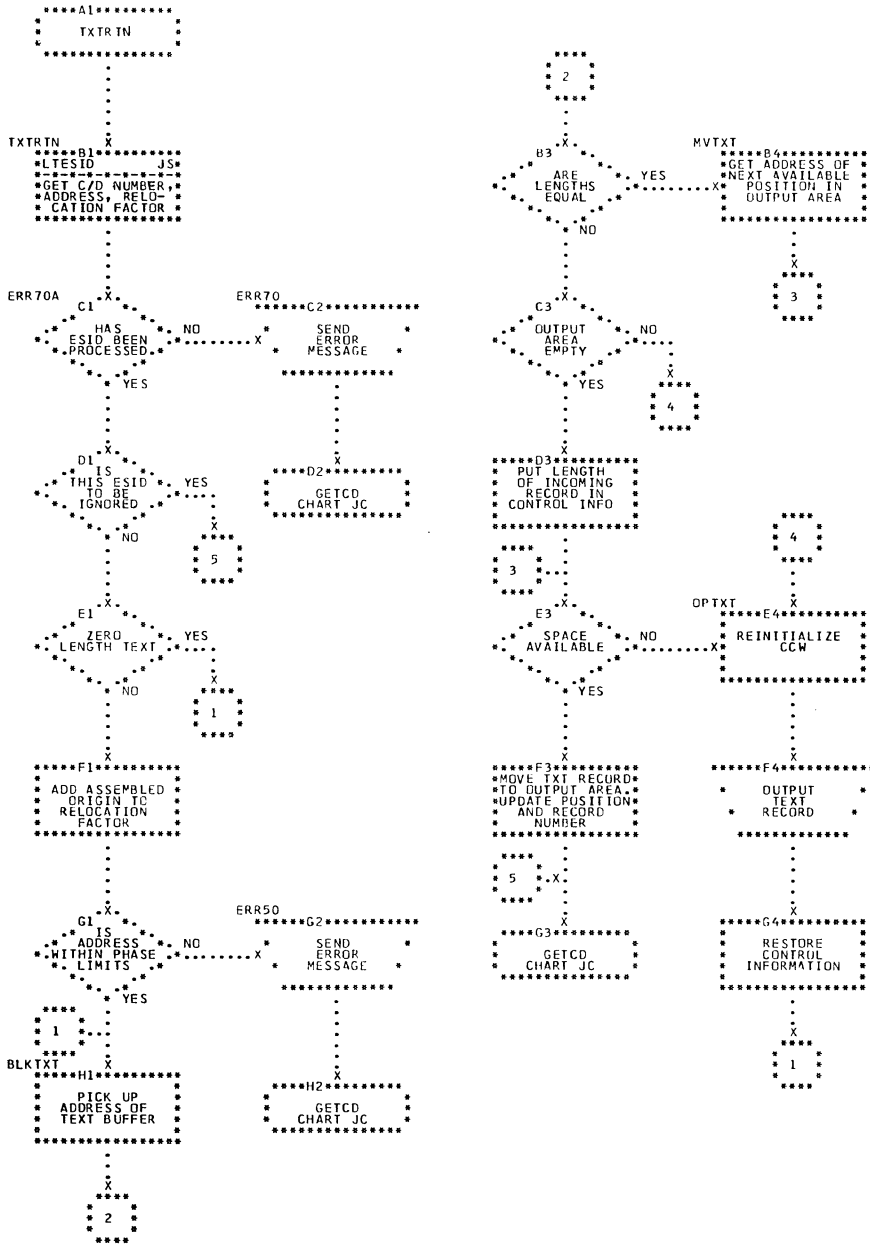 A1
TXTRTN
TXTRTN
B1
LTESID JS
GET C/D NUMBER,
ADDRESS, RELO-
CATION FACTOR
ERR70A
C1
HAS
ESID BEEN
PROCESSED
NO
YES
ERR70
C2
SEND
ERROR
MESSAGE
D1
IS
THIS ESID
TO BE
IGNORED
YES
NO
5
D2
GETCD
CHART JC
E1
ZERO
LENGTH TEXT
YES
NO
1
F1
ADD ASSEMBLED
ORIGIN TO
RELOCATION
FACTOR
G1
IS
ADDRESS
WITHIN PHASE
LIMITS
NO
YES
ERR50
G2
SEND
ERROR
MESSAGE
1
BLKTXT
H1
PICK UP
ADDRESS OF
TEXT BUFFER
H2
GETCD
CHART JC
2
2
B3
ARE
LENGTHS
EQUAL
YES
NO
MVTXT
B4
GET ADDRESS OF
NEXT AVAILABLE
POSITION IN
OUTPUT AREA
3
C3
OUTPUT
AREA
EMPTY
NO
YES
4
D3
PUT LENGTH
OF INCOMING
RECORD IN
CONTROL INFO
3
4
E3
SPACE
AVAILABLE
NO
YES
OPTXT
E4
REINITIALIZE
CCW
F3
MOVE TXT RECORD
TO OUTPUT AREA.
UPDATE POSITION
AND RECORD
NUMBER
F4
OUTPUT
TEXT
RECORD
5
G3
GETCD
CHART JC
G4
RESTORE
CONTROL
INFORMATION
1